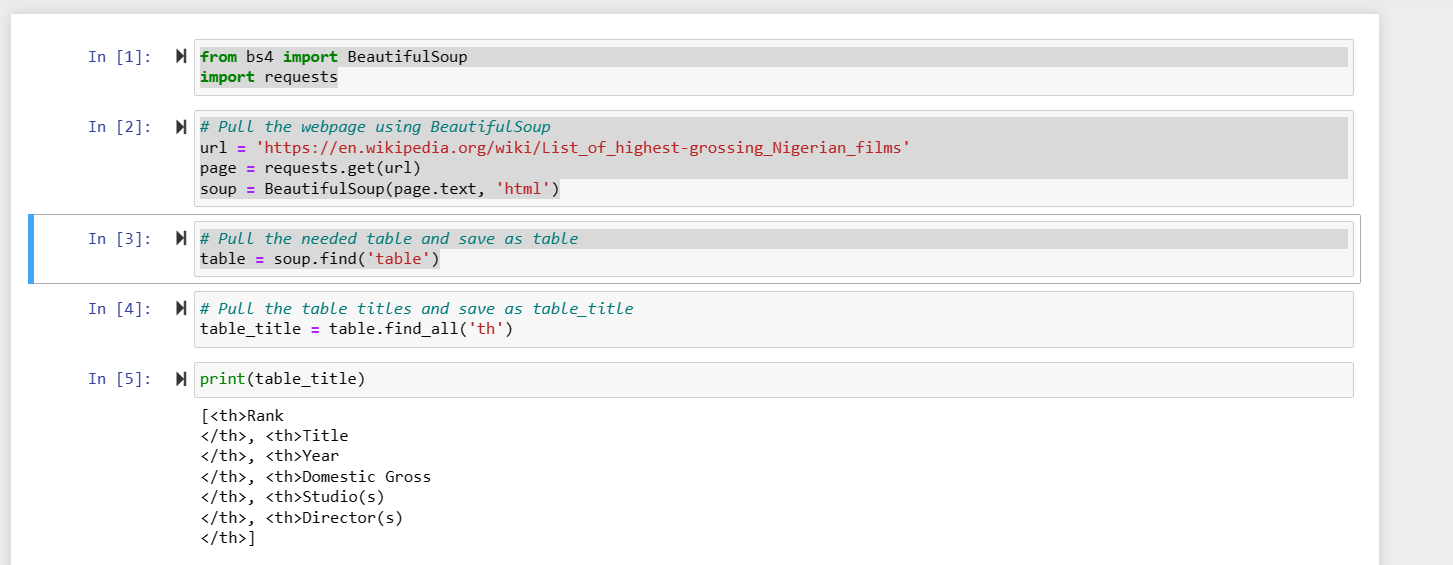 In [1]:
from bs4 import BeautifulSoup
import requests
In [2]:
# Pull the webpage using BeautifulSoup
url = 'https://en.wikipedia.org/wiki/List_of_highest-grossing_Nigerian_films'
page = requests.get(url)
soup = BeautifulSoup(page.text, 'html')
In [3]:
# Pull the needed table and save as table
table = soup.find('table')
In [4]:
# Pull the table titles and save as table_title
table_title = table.find_all('th')
In [5]:
print(table_title)
[<th>Rank
</th>, <th>Title
</th>, <th>Year
</th>, <th>Domestic Gross
</th>, <th>Studio(s)
</th>, <th>Director(s)
</th>]